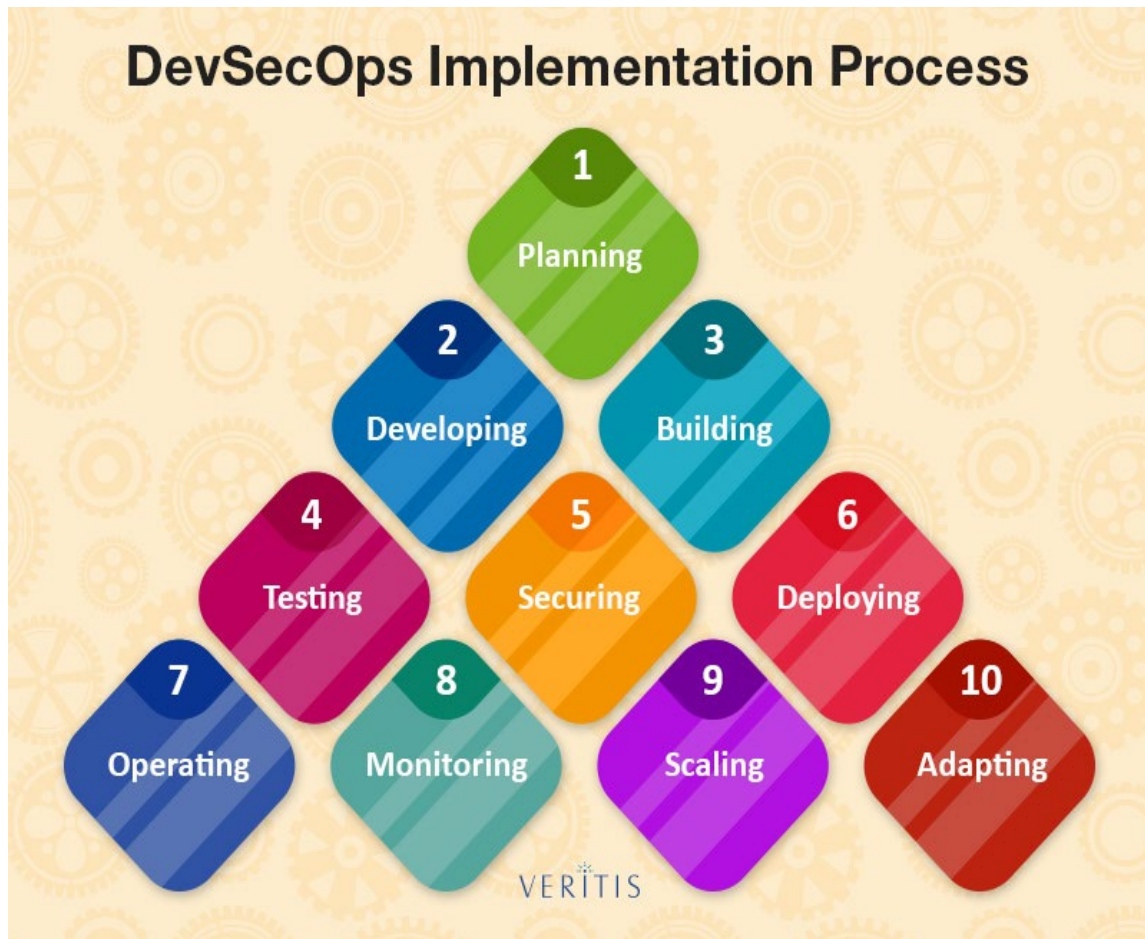 DevSecOps Implementation Process
1
Planning
2
Developing
3
Building
4
Testing
5
Securing
6
Deploying
7
Operating
8
Monitoring
9
Scaling
10
Adapting
VERITIS